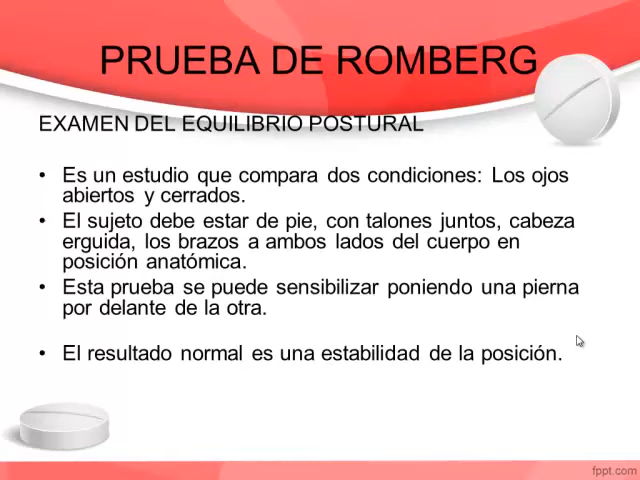 PRUEBA DE ROMBERG
EXAMEN DEL EQUILIBRIO POSTURAL
• Es un estudio que compara dos condiciones: Los ojos
abiertos y cerrados.
• El sujeto debe estar de pie, con talones juntos, cabeza
erguida, los brazos a ambos lados del cuerpo en
posición anatómica.
• Esta prueba se puede sensibilizar poniendo una pierna
por delante de la otra.
• El resultado normal es una estabilidad de la posición.
fppt.com